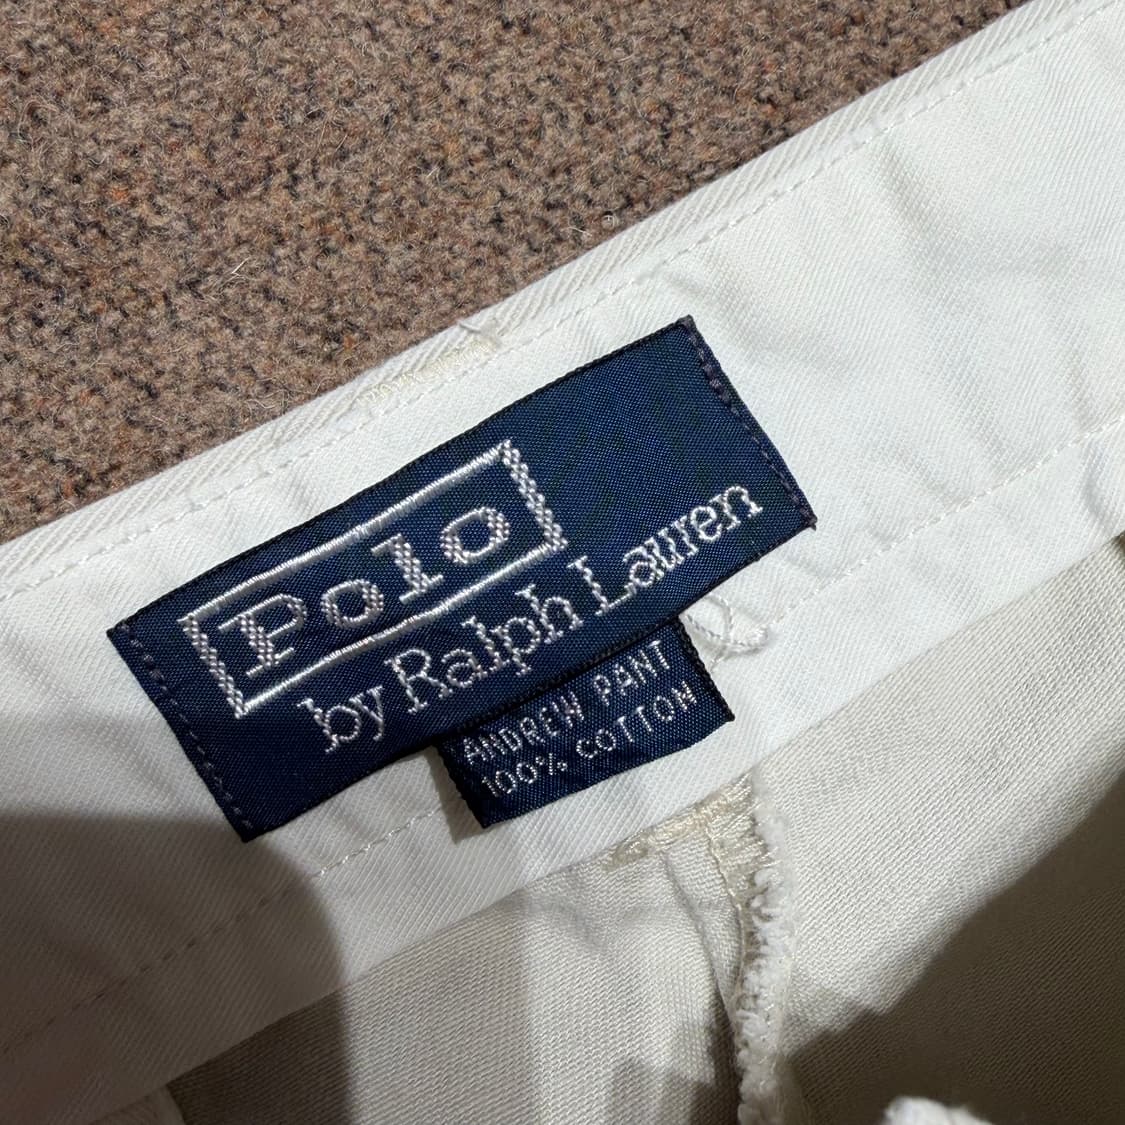 Polo
by Ralph Lauren
ANDREW PANT
100% COTTON